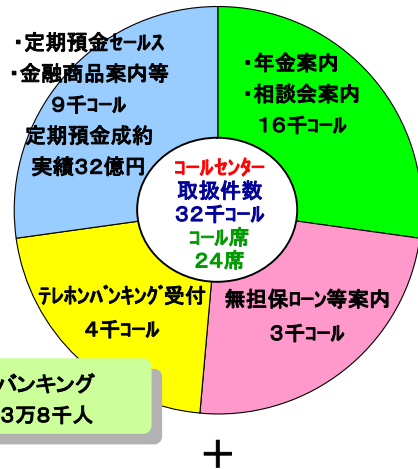 ・定期預金ｾｰﾙｽ
・金融商品案内等
９千コール
定期預金成約
実績３２億円
・年金案内
・相談会案内
１６千コール
コールセンター
取扱件数
３２千コール
コール席
２４席
ﾃﾚﾎﾝﾊﾞﾝｷﾝｸﾞ受付
４千コール
無担保ローン等案内
３千コール
バンキング
３万８千人
＋